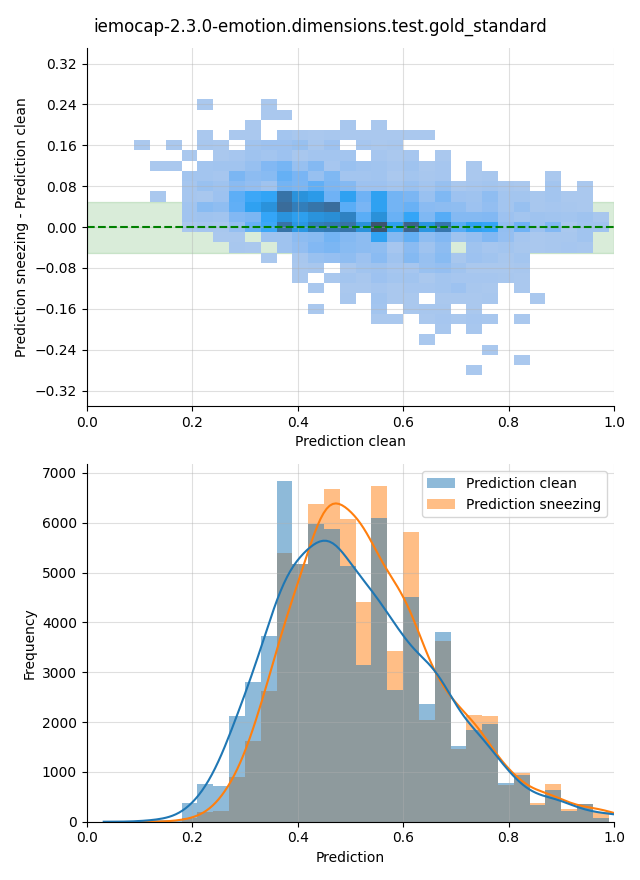 iemocap-2.3.0-emotion.dimensions.test.gold_standard
0.32
0.24
0.16
0.08
0.00
−0.08
−0.16
−0.24
−0.32
Prediction sneezing - Prediction clean
0.0 0.2 0.4 0.6 0.8 1.0
Prediction clean
7000
6000
5000
4000
3000
2000
1000
0
Frequency
Prediction clean
Prediction sneezing
0.0 0.2 0.4 0.6 0.8 1.0
Prediction